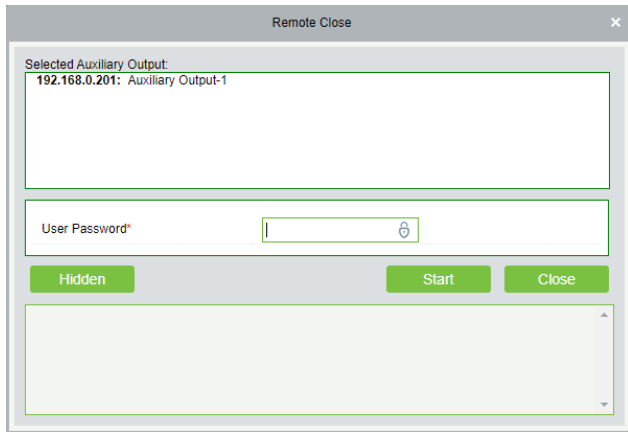 Remote Close
Selected Auxiliary Output:
192.168.0.201: Auxiliary Output-1
User Password*
Hidden Start Close